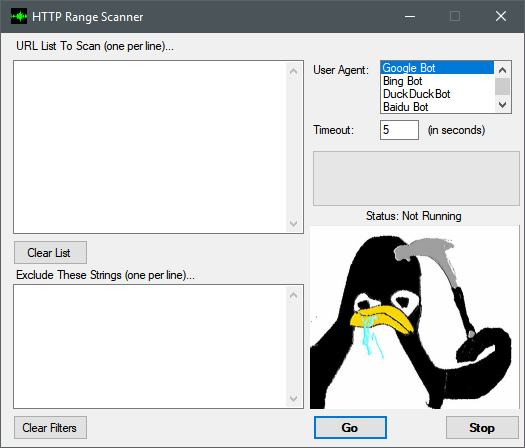 HTTP Range Scanner
URL List To Scan (one per line)...
User Agent:
Google Bot
Bing Bot
DuckDuckBot
Baidu Bot
Timeout:
5
(in seconds)
Status: Not Running
Clear List
Exclude These Strings (one per line)...
Clear Filters
Go
Stop